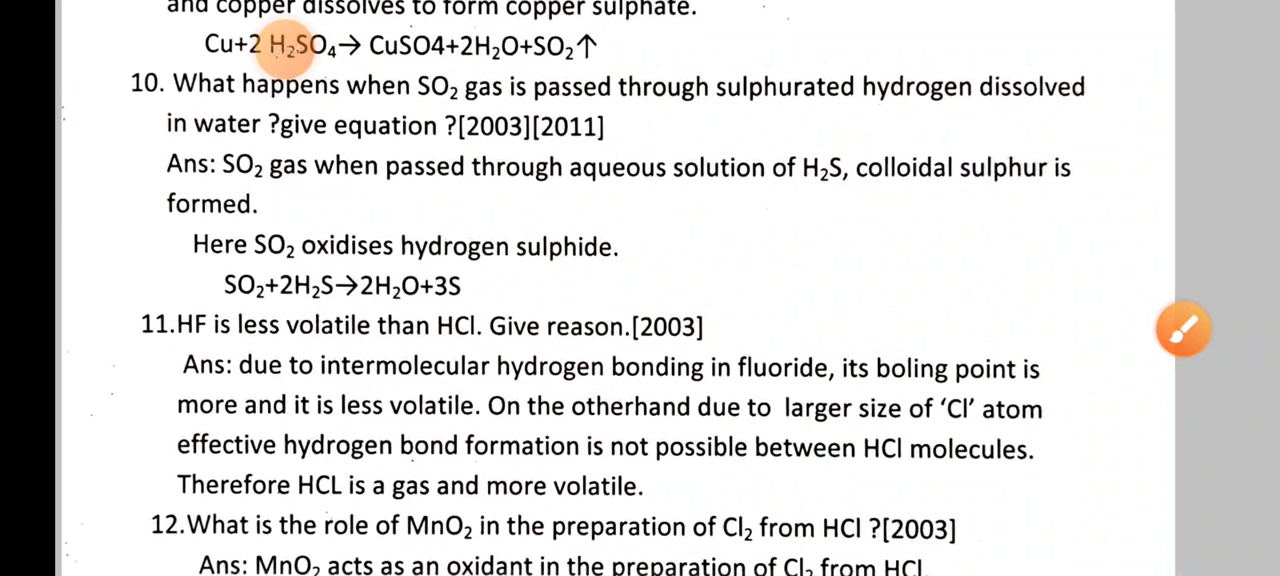 and copper dissolves to form copper sulphate.
Cu+2 H₂SO₄→ CuSO4+2H₂O+SO₂↑
10. What happens when SO₂ gas is passed through sulphurated hydrogen dissolved
in water ?give equation ?[2003][2011]
Ans: SO₂ gas when passed through aqueous solution of H₂S, colloidal sulphur is
formed.
Here SO₂ oxidises hydrogen sulphide.
SO₂+2H₂S→2H₂O+3S
11.HF is less volatile than HCl. Give reason.[2003]
Ans: due to intermolecular hydrogen bonding in fluoride, its boling point is
more and it is less volatile. On the otherhand due to larger size of ‘Cl’ atom
effective hydrogen bond formation is not possible between HCl molecules.
Therefore HCL is a gas and more volatile.
12.What is the role of MnO₂ in the preparation of Cl₂ from HCl ?[2003]
Ans: MnO₂ acts as an oxidant in the preparation of Cl₂ from HCl.